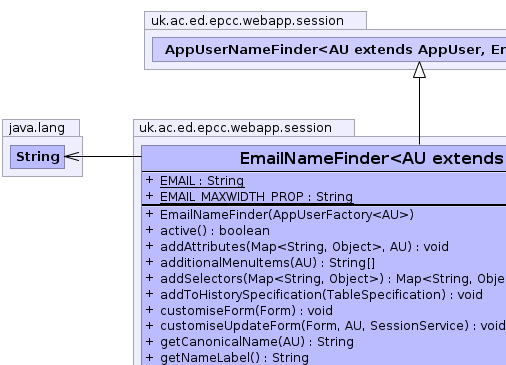 uk.ac.ed.epcc.webapp.session
AppUserNameFinder<AU extends AppUser, En
java.lang
String
uk.ac.ed.epcc.webapp.session
EmailNameFinder<AU extends
+ EMAIL : String
+ EMAIL_MAXWIDTH_PROP : String
+ EmailNameFinder(AppUserFactory<AU>)
+ active() : boolean
+ addAttributes(Map<String, Object>, AU) : void
+ additionalMenuItems(AU) : String[]
+ addSelectors(Map<String, Object>) : Map<String, Obje
+ addToHistorySpecification(TableSpecification) : void
+ customiseForm(Form) : void
+ customiseUpdateForm(Form, AU, SessionService) : void
+ getCanonicalName(AU) : String
+ getNameLabel() : String